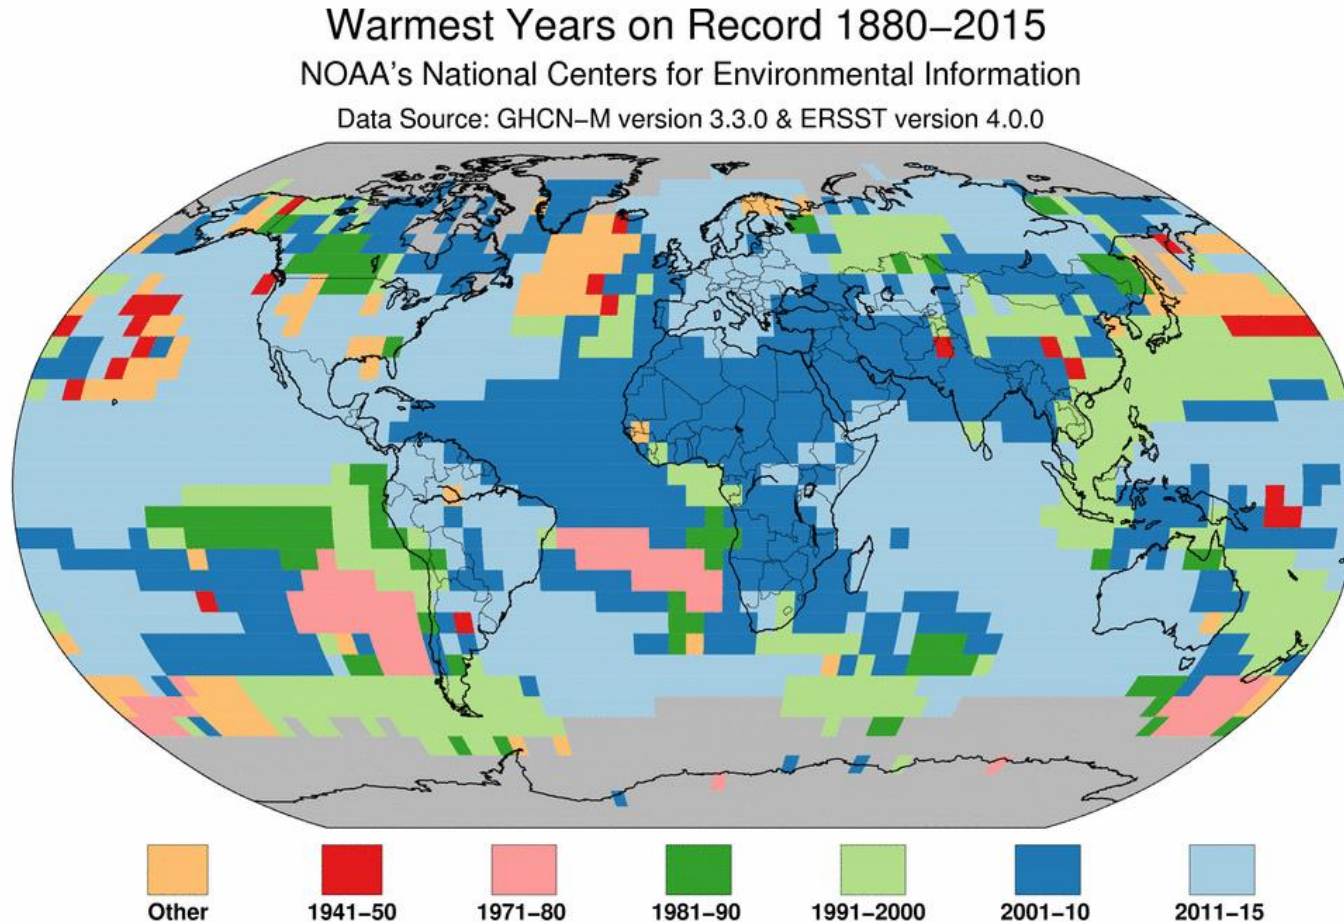 Warmest Years on Record 1880–2015
NOAA's National Centers for Environmental Information
Data Source: GHCN–M version 3.3.0 & ERSST version 4.0.0
Other 1941–50 1971–80 1981–90 1991–2000 2001–10 2011–15